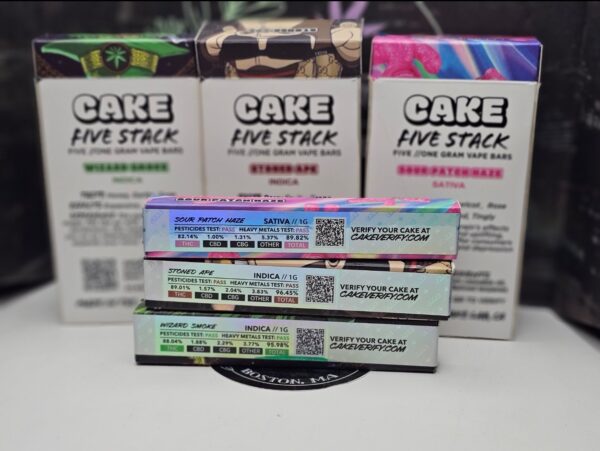 CAKE
FIVE STACK
FIVE //ONE GRAM VAPE BARS
WIZARD SMOKE
INDICA
CAKE
FIVE STACK
FIVE //ONE GRAM VAPE BARS
STONED APE
INDICA
CAKE
FIVE STACK
FIVE //ONE GRAM VAPE BARS
SOUR PATCH HAZE
SATIVA
SOUR PATCH HAZE
SOUR PATCH HAZE SATIVA // 1G
PESTICIDES TEST: PASS HEAVY METALS TEST: PASS
82.14% 1.00% 1.31% 5.37% 89.82%
THC CBD CBG OTHER TOTAL
VERIFY YOUR CAKE AT
CAKEVERIFY.COM
STONED APE INDICA // 1G
PESTICIDES TEST: PASS HEAVY METALS TEST: PASS
89.01% 1.57% 2.04% 3.83% 96.45%
THC CBD CBG OTHER TOTAL
VERIFY YOUR CAKE AT
CAKEVERIFY.COM
WIZARD SMOKE INDICA // 1G
PESTICIDES TEST: PASS HEAVY METALS TEST: PASS
88.04% 1.88% 2.29% 3.77% 95.98%
THC CBD CBG OTHER TOTAL
VERIFY YOUR CAKE AT
CAKEVERIFY.COM
BOSTON, MA